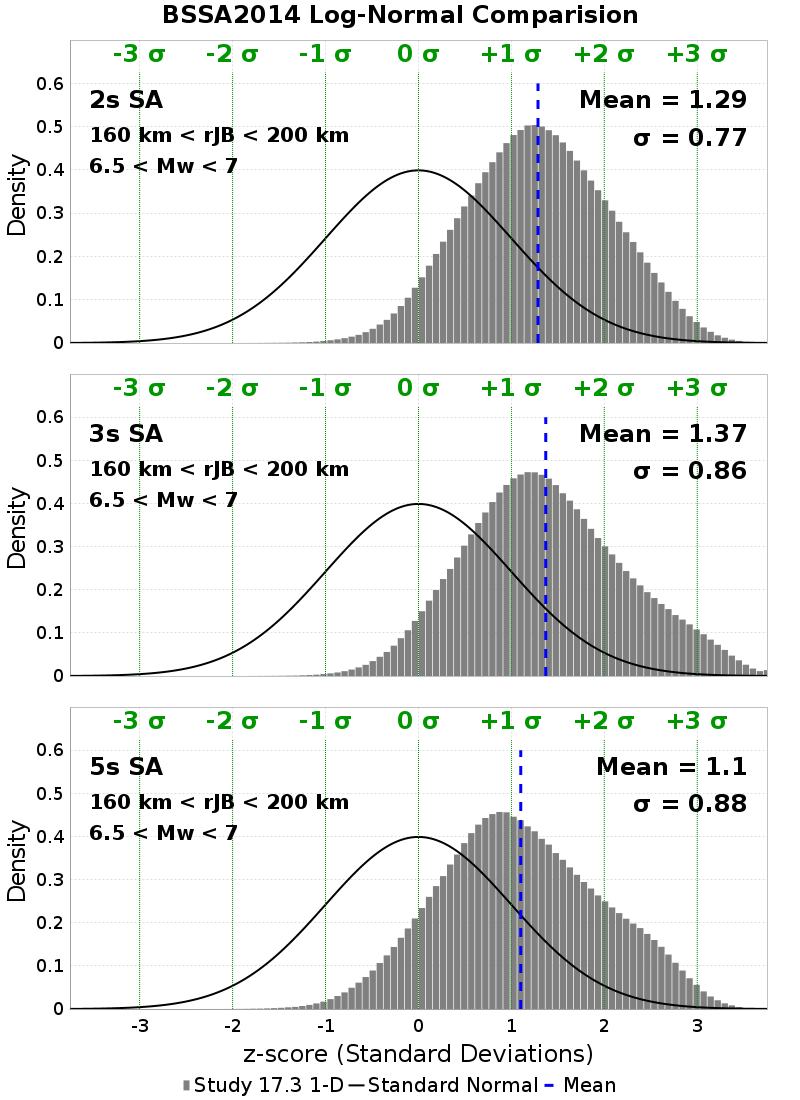 BSSA2014 Log-Normal Comparision
-3 σ -2 σ -1 σ 0 σ +1 σ +2 σ +3 σ
0.6
2s SA
Mean = 1.29
0.5
160 km < rJB < 200 km
σ = 0.77
6.5 < Mw < 7
0.4
0.3
0.2
0.1
0
Density
-3 σ -2 σ -1 σ 0 σ +1 σ +2 σ +3 σ
0.6
3s SA
Mean = 1.37
0.5
160 km < rJB < 200 km
σ = 0.86
6.5 < Mw < 7
0.4
0.3
0.2
0.1
0
Density
-3 σ -2 σ -1 σ 0 σ +1 σ +2 σ +3 σ
0.6
5s SA
Mean = 1.1
0.5
160 km < rJB < 200 km
σ = 0.88
6.5 < Mw < 7
0.4
0.3
0.2
0.1
0
Density
-3 -2 -1 0 1 2 3
z-score (Standard Deviations)
Study 17.3 1-D Standard Normal Mean